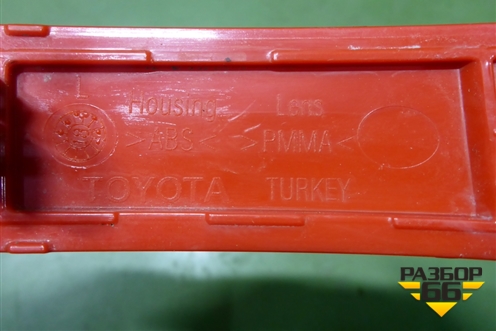 Housing Lens
>ABS< >PMMA<
TOYOTA TURKEY
РАЗБОР
66